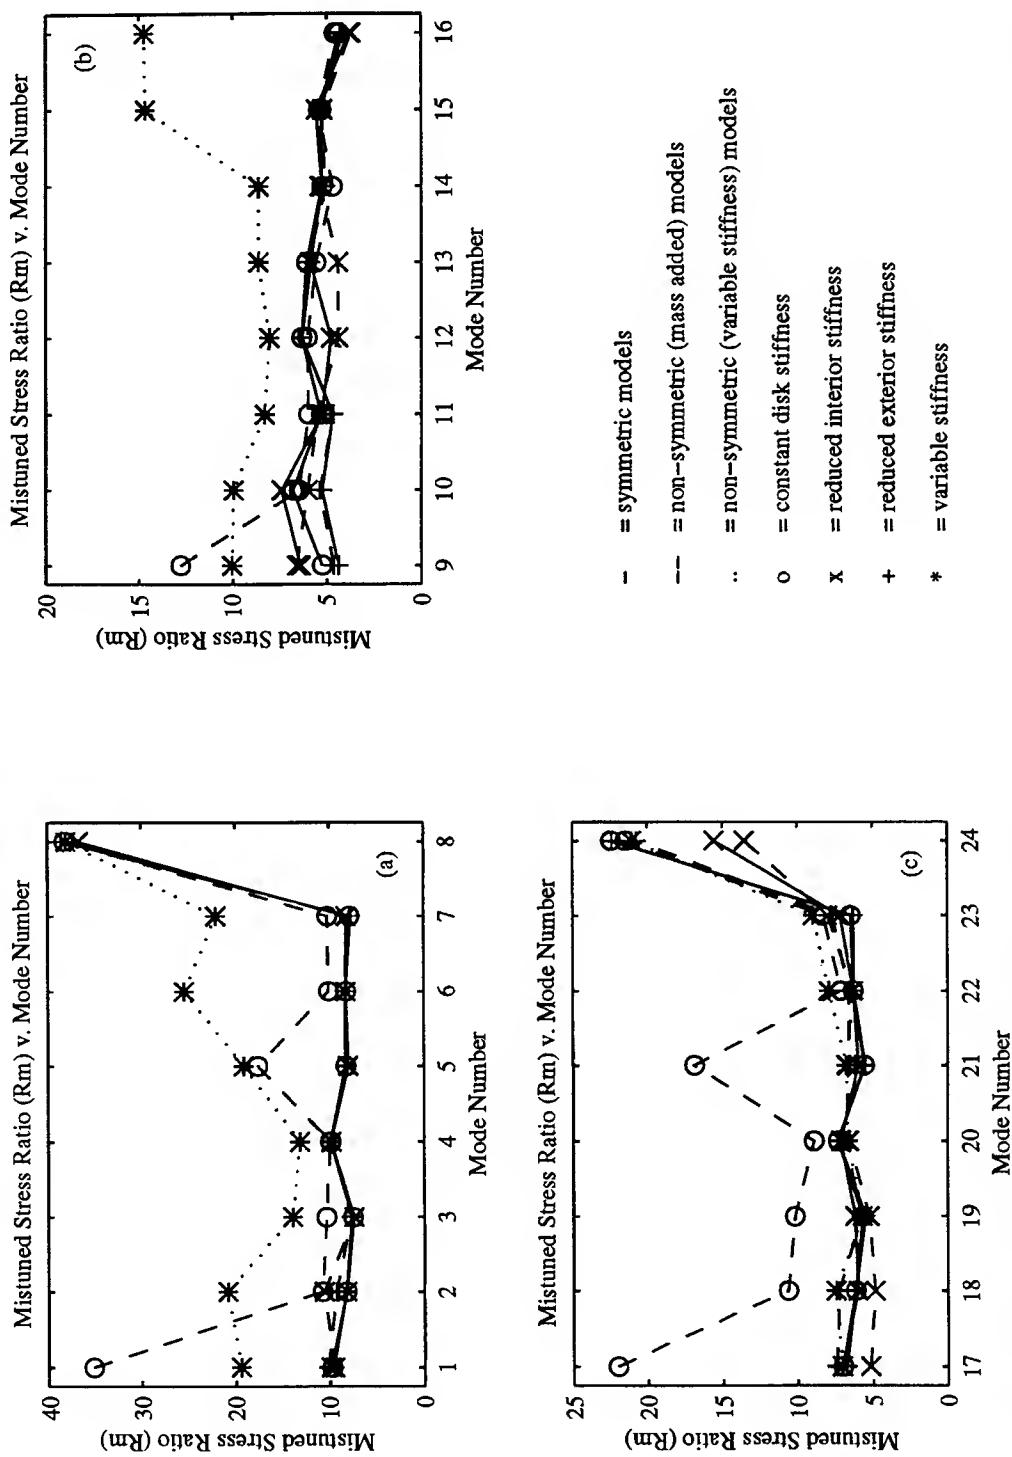 Mistuned Stress Ratio (Rm) v. Mode Number
Mistuned Stress Ratio (Rm)
40
30
20
10
0
(a)
1 2 3 4 5 6 7 8
Mode Number
Mistuned Stress Ratio (Rm) v. Mode Number
Mistuned Stress Ratio (Rm)
20
15
10
5
0
(b)
9 10 11 12 13 14 15 16
Mode Number
Mistuned Stress Ratio (Rm) v. Mode Number
Mistuned Stress Ratio (Rm)
25
20
15
10
5
0
(c)
17 18 19 20 21 22 23 24
Mode Number
– = symmetric models
-- = non-symmetric (mass added) models
.. = non-symmetric (variable stiffness) models
o = constant disk stiffness
x = reduced interior stiffness
+ = reduced exterior stiffness
* = variable stiffness